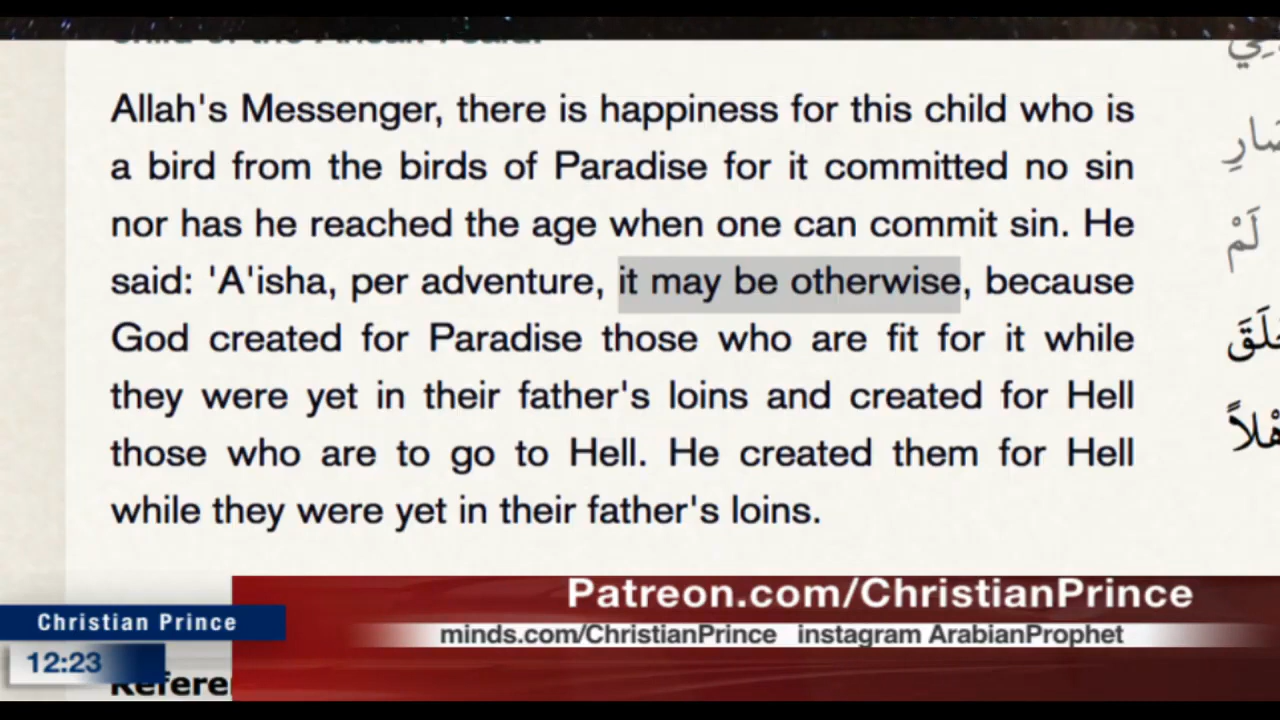 Allah's Messenger, there is happiness for this child who is
a bird from the birds of Paradise for it committed no sin
nor has he reached the age when one can commit sin. He
said: 'A'isha, per adventure, it may be otherwise, because
God created for Paradise those who are fit for it while
they were yet in their father's loins and created for Hell
those who are to go to Hell. He created them for Hell
while they were yet in their father's loins.
لَمْ
Patreon.com/ChristianPrince
Christian Prince
minds.com/ChristianPrince instagram ArabianProphet
12:23